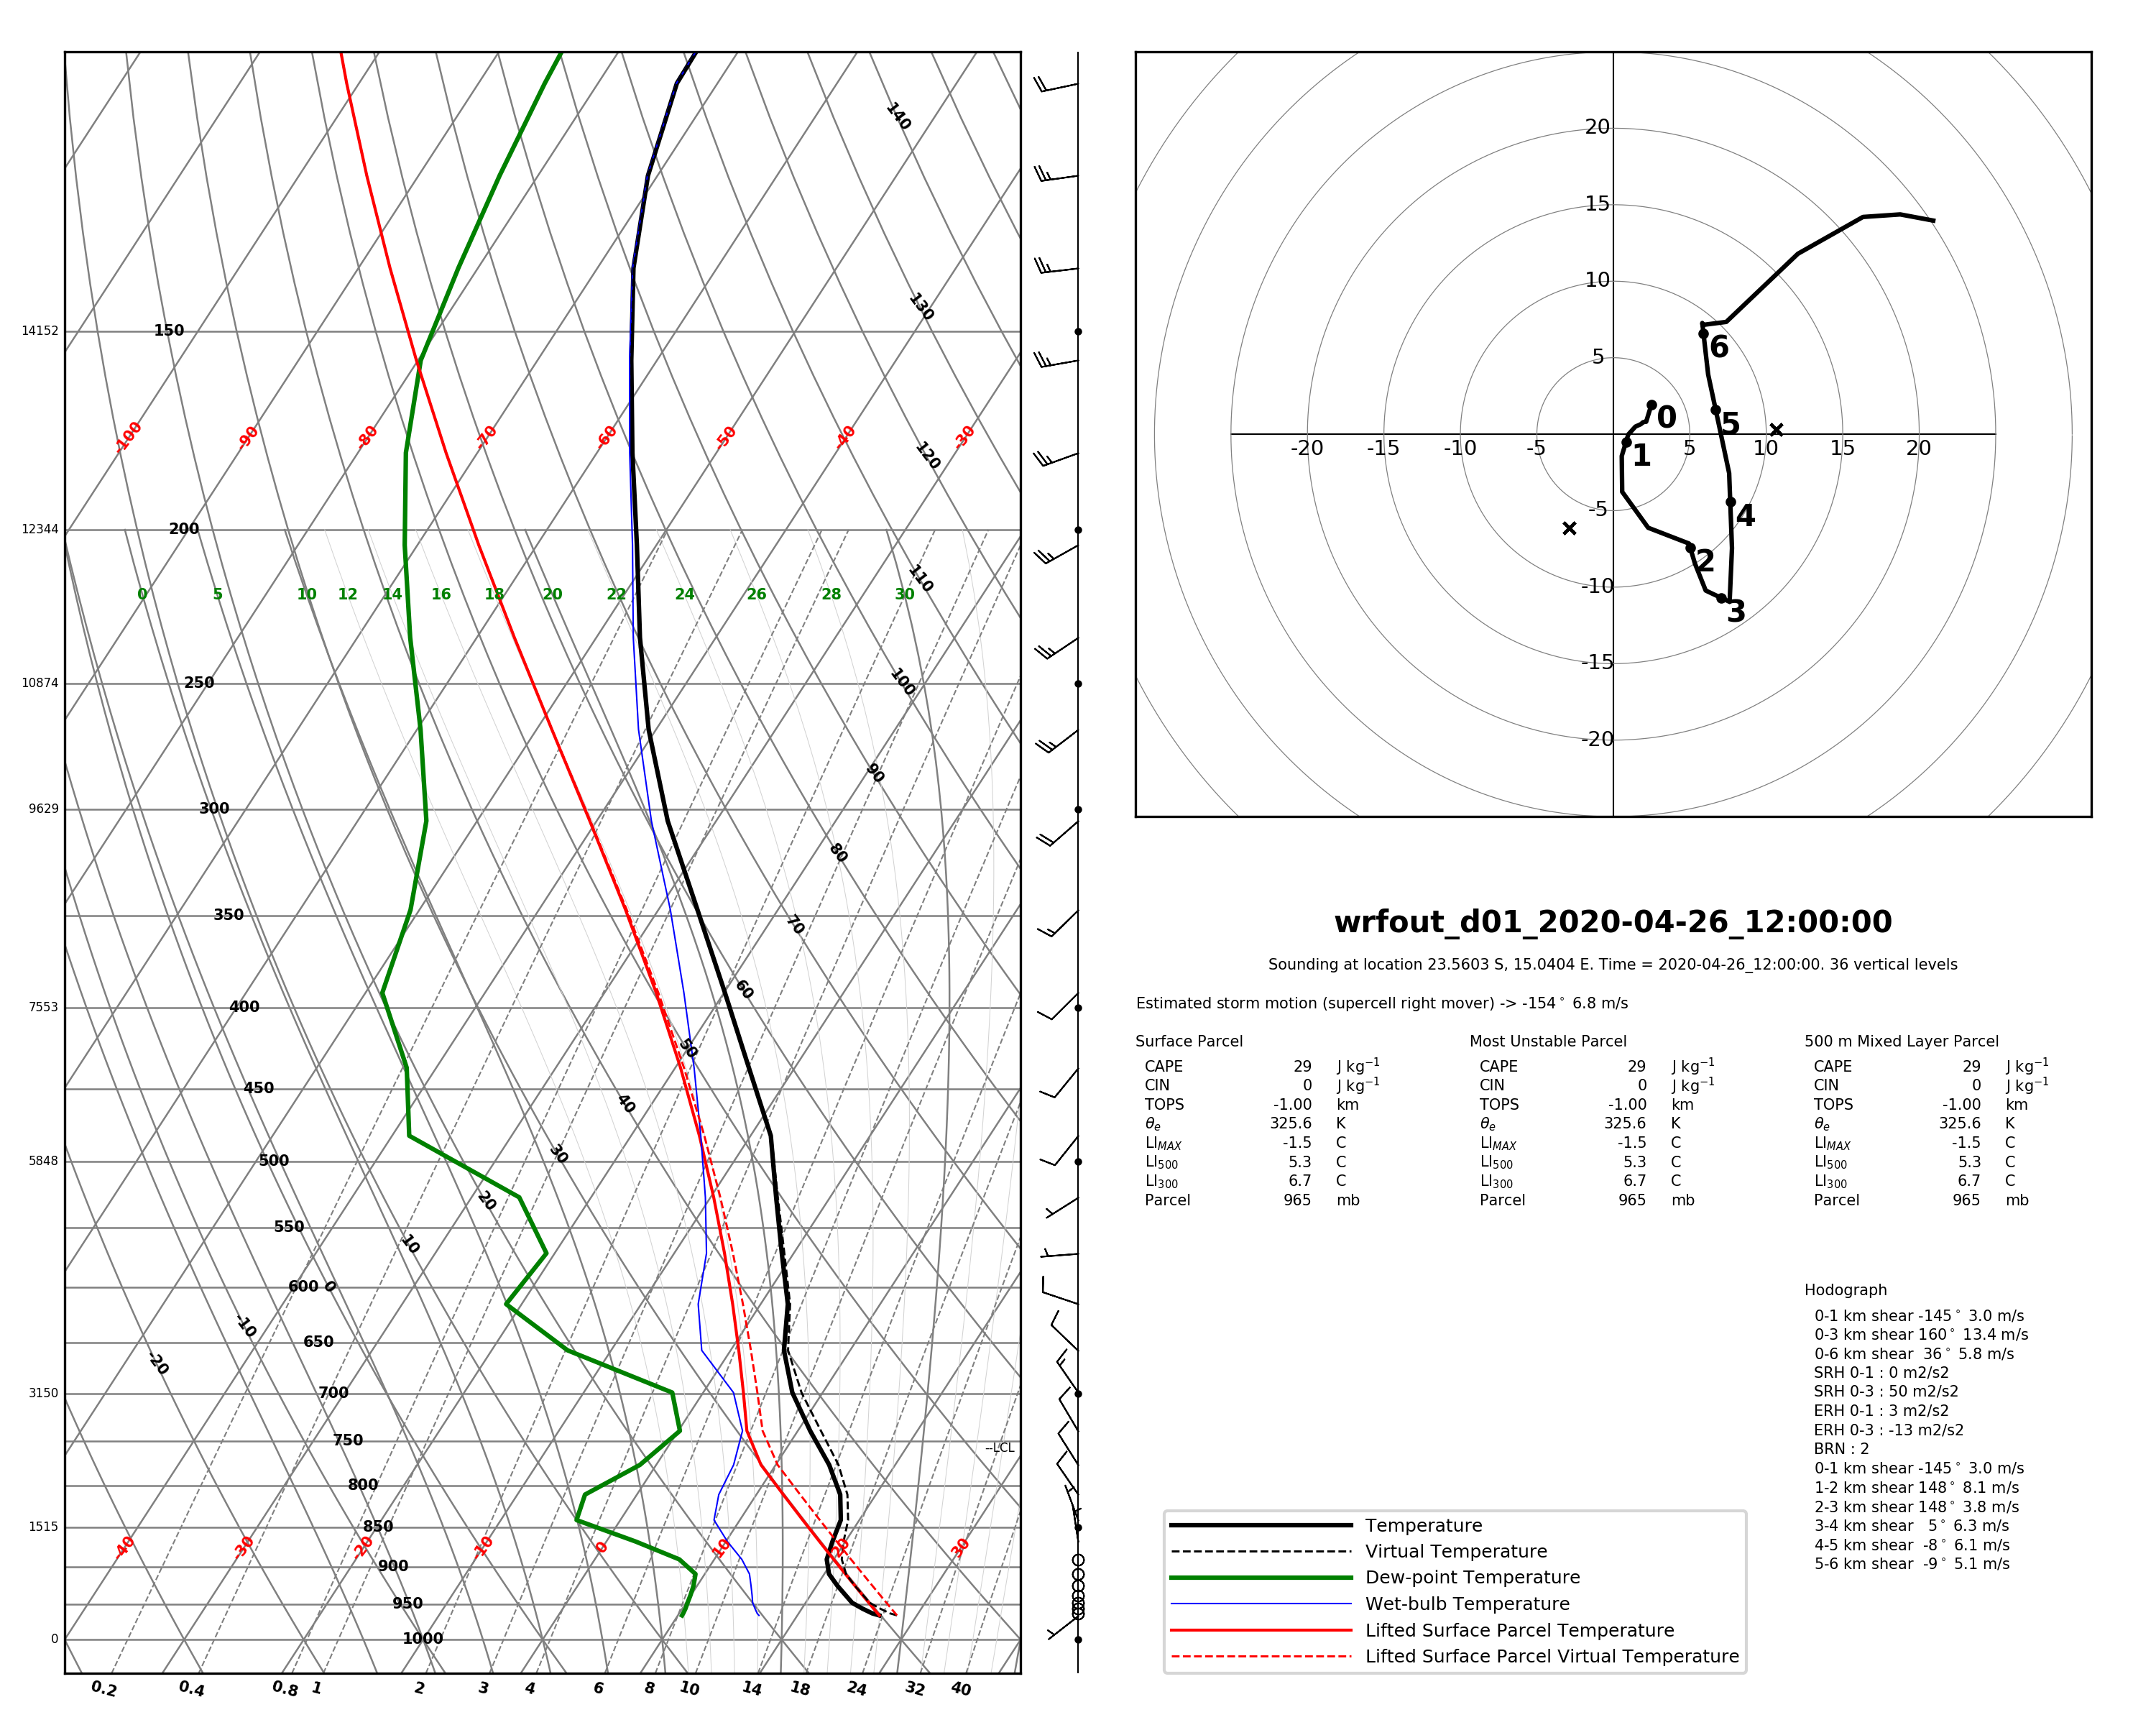 140
130
120
110
100
90
80
70
60
50
40
30
20
10
0
-10
-20
14152 150
-100 -90 -80 -70 -60 -50 -40 -30
12344 200
0 5 10 12 14 16 18 20 22 24 26 28 30
10874 250
9629 300
350
7553 400
450
5848 500
550
600
650
3150 700
750
--LCL
800
1515 850
-40 -30 -20 -10 0 10 20 30
900
950
0 1000
0.2 0.4 0.8 1 2 3 4 6 8 10 14 18 24 32 40
20
15
10
5
-20 -15 -10 -5 5 10 15 20
-5
-10
-15
-20
0
1
2
3
4
5
6
wrfout_d01_2020-04-26_12:00:00
Sounding at location 23.5603 S, 15.0404 E. Time = 2020-04-26_12:00:00. 36 vertical levels
Estimated storm motion (supercell right mover) -> -154° 6.8 m/s
Surface Parcel
CAPE 29 J kg⁻¹
CIN 0 J kg⁻¹
TOPS -1.00 km
θe 325.6 K
LIMAX -1.5 C
LI500 5.3 C
LI300 6.7 C
Parcel 965 mb
Most Unstable Parcel
CAPE 29 J kg⁻¹
CIN 0 J kg⁻¹
TOPS -1.00 km
θe 325.6 K
LIMAX -1.5 C
LI500 5.3 C
LI300 6.7 C
Parcel 965 mb
500 m Mixed Layer Parcel
CAPE 29 J kg⁻¹
CIN 0 J kg⁻¹
TOPS -1.00 km
θe 325.6 K
LIMAX -1.5 C
LI500 5.3 C
LI300 6.7 C
Parcel 965 mb
Hodograph
0-1 km shear -145° 3.0 m/s
0-3 km shear 160° 13.4 m/s
0-6 km shear 36° 5.8 m/s
SRH 0-1 : 0 m2/s2
SRH 0-3 : 50 m2/s2
ERH 0-1 : 3 m2/s2
ERH 0-3 : -13 m2/s2
BRN : 2
0-1 km shear -145° 3.0 m/s
1-2 km shear 148° 8.1 m/s
2-3 km shear 148° 3.8 m/s
3-4 km shear 5° 6.3 m/s
4-5 km shear -8° 6.1 m/s
5-6 km shear -9° 5.1 m/s
Temperature
Virtual Temperature
Dew-point Temperature
Wet-bulb Temperature
Lifted Surface Parcel Temperature
Lifted Surface Parcel Virtual Temperature